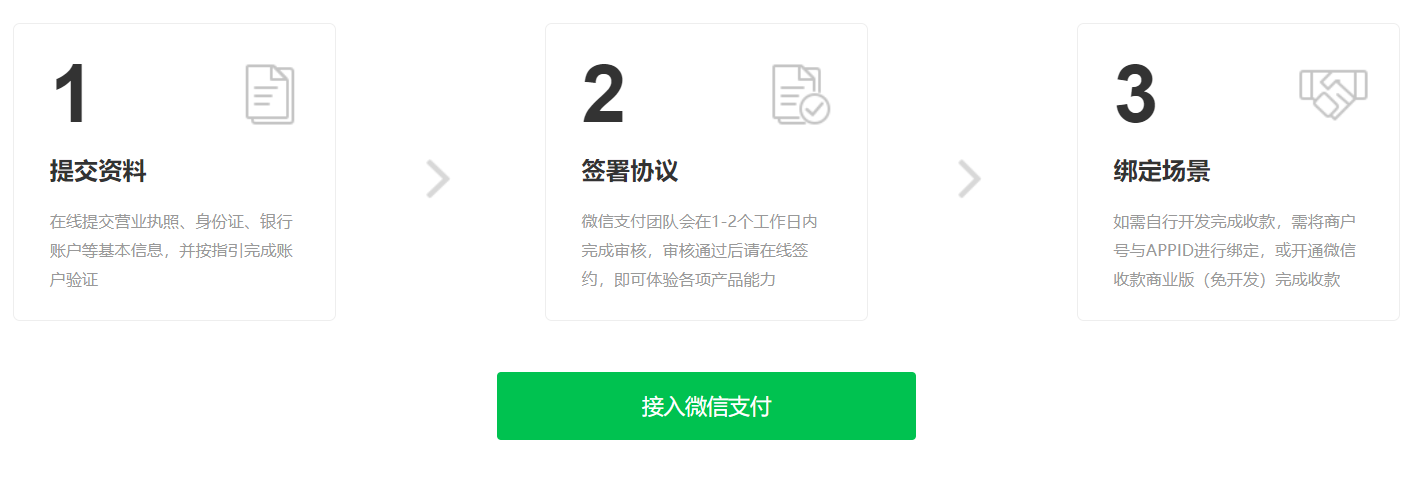 1
提交资料
在线提交营业执照、身份证、银行
账户等基本信息，并按指引完成账
户验证
2
签署协议
微信支付团队会在1-2个工作日内
完成审核，审核通过后请在线签
约，即可体验各项产品能力
3
绑定场景
如需自行开发完成收款，需将商户
号与APPID进行绑定，或开通微信
收款商业版（免开发）完成收款
接入微信支付